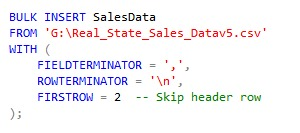 BULK INSERT SalesData
FROM 'G:\Real_State_Sales_Datav5.csv'
WITH (
    FIELDTERMINATOR = ',',
    ROWTERMINATOR = '\n',
    FIRSTROW = 2  -- Skip header row
);